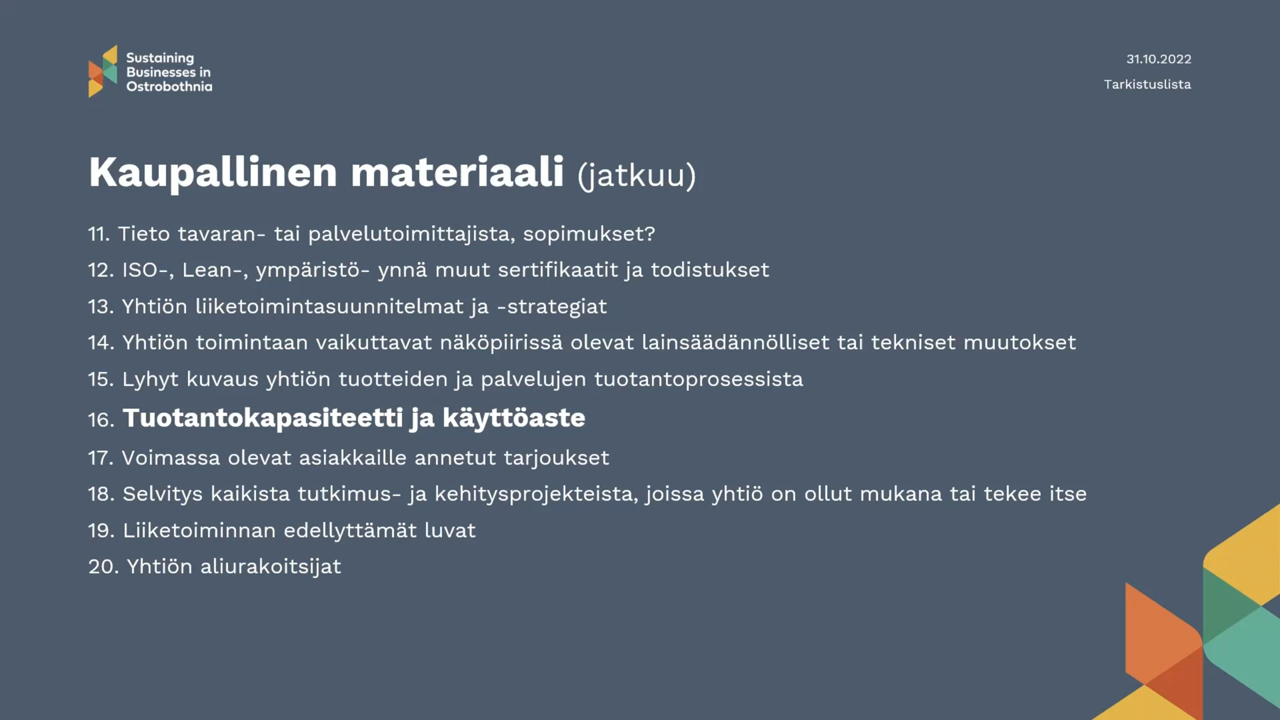 Sustaining
Businesses in
Ostrobothnia
31.10.2022
Tarkistuslista
Kaupallinen materiaali (jatkuu)
11. Tieto tavaran- tai palvelutoimittajista, sopimukset?
12. ISO-, Lean-, ympäristö- ynnä muut sertifikaatit ja todistukset
13. Yhtiön liiketoimintasuunnitelmat ja -strategiat
14. Yhtiön toimintaan vaikuttavat näköpiirissä olevat lainsäädännölliset tai tekniset muutokset
15. Lyhyt kuvaus yhtiön tuotteiden ja palvelujen tuotantoprosessista
16. Tuotantokapasiteetti ja käyttöaste
17. Voimassa olevat asiakkaille annetut tarjoukset
18. Selvitys kaikista tutkimus- ja kehitysprojekteista, joissa yhtiö on ollut mukana tai tekee itse
19. Liiketoiminnan edellyttämät luvat
20. Yhtiön aliurakoitsijat